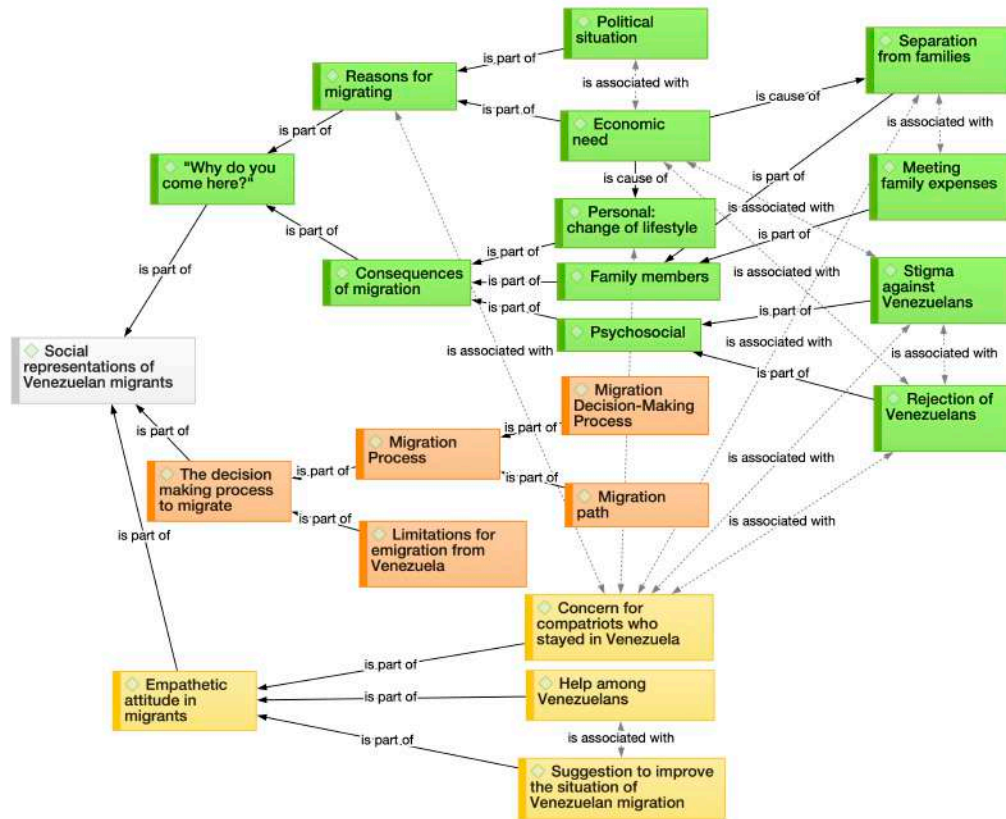 Political
situation
Separation
from families
is part of
Reasons for
migrating
is associated with
is cause of
is part of
Economic
need
is associated with
is part of
"Why do you
come here?"
is cause of
is part of
Meeting
family expenses
is associated with
Personal:
change of lifestyle
is part of
is part of
is part of
Consequences
of migration
is part of
Family members
is associated with
Stigma
against
Venezuelans
is part of
is part of
Psychosocial
is associated with
is associated with
is associated with
Social
representations of
Venezuelan migrants
is part of
Migration
Decision-Making
Process
Rejection of
Venezuelans
is part of
is part of
Migration
Process
is associated with
The decision
making process
to migrate
is part of
is part of
Migration
path
is part of
Limitations for
emigration from
Venezuela
is associated with
is part of
Concern for
compatriots who
stayed in Venezuela
is part of
Empathetic
attitude in
migrants
is part of
Help among
Venezuelans
is part of
is associated with
Suggestion to improve
the situation of
Venezuelan migration